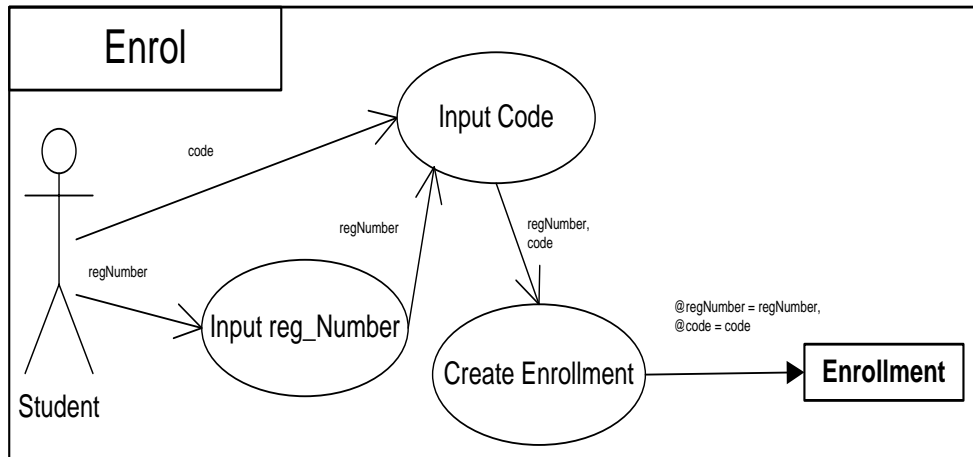 Enrol
Input Code
code
regNumber
regNumber,
code
regNumber
Input reg_Number
@regNumber = regNumber,
@code = code
Create Enrollment
Enrollment
Student